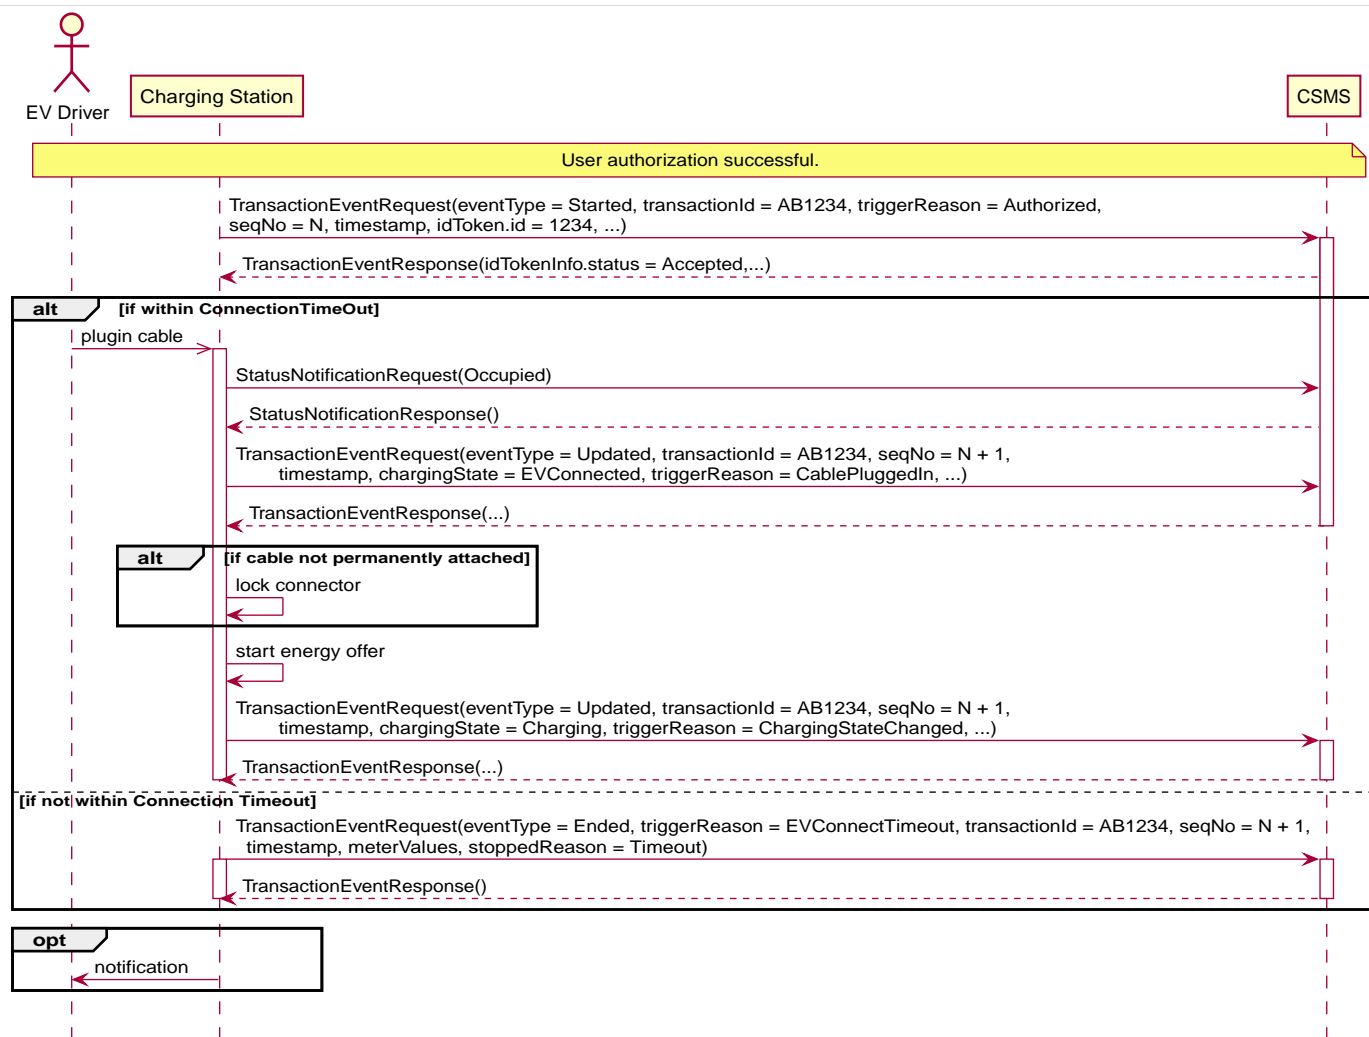 EV Driver
Charging Station
CSMS
User authorization successful.
TransactionEventRequest(eventType = Started, transactionId = AB1234, triggerReason = Authorized,
seqNo = N, timestamp, idToken.id = 1234, ...)
TransactionEventResponse(idTokenInfo.status = Accepted,...)
alt
[if within ConnectionTimeOut]
plugin cable
StatusNotificationRequest(Occupied)
StatusNotificationResponse()
TransactionEventRequest(eventType = Updated, transactionId = AB1234, seqNo = N + 1,
timestamp, chargingState = EVConnected, triggerReason = CablePluggedIn, ...)
TransactionEventResponse(...)
alt
[if cable not permanently attached]
lock connector
start energy offer
TransactionEventRequest(eventType = Updated, transactionId = AB1234, seqNo = N + 1,
timestamp, chargingState = Charging, triggerReason = ChargingStateChanged, ...)
TransactionEventResponse(...)
[if not within Connection Timeout]
TransactionEventRequest(eventType = Ended, triggerReason = EVConnectTimeout, transactionId = AB1234, seqNo = N + 1,
timestamp, meterValues, stoppedReason = Timeout)
TransactionEventResponse()
opt
notification